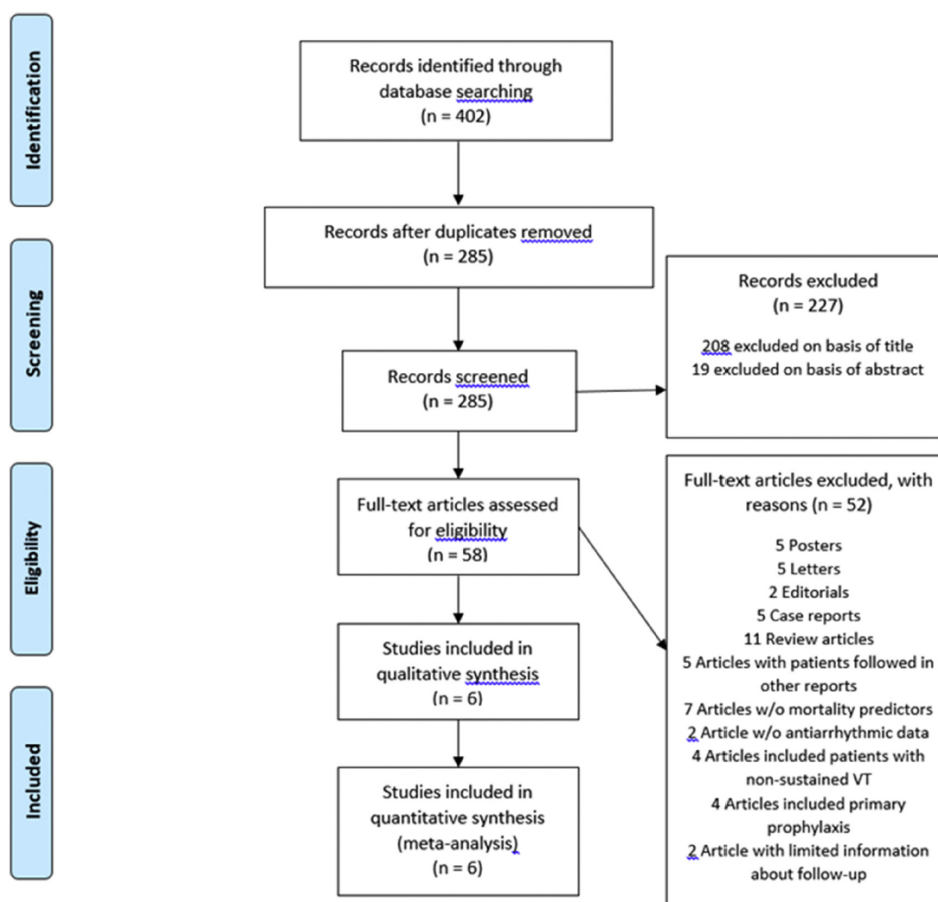 Identification
Records identified through
database searching
(n = 402)
Records after duplicates removed
(n = 285)
Screening
Records screened
(n = 285)
Records excluded
(n = 227)
208 excluded on basis of title
19 excluded on basis of abstract
Eligibility
Full-text articles assessed
for eligibility
(n = 58)
Full-text articles excluded, with
reasons (n = 52)
5 Posters
5 Letters
2 Editorials
5 Case reports
11 Review articles
5 Articles with patients followed in
other reports
7 Articles w/o mortality predictors
2 Article w/o antiarrhythmic data
4 Articles included patients with
non-sustained VT
4 Articles included primary
prophylaxis
2 Article with limited information
about follow-up
Studies included in
qualitative synthesis
(n = 6)
Included
Studies included in
quantitative synthesis
(meta-analysis)
(n = 6)